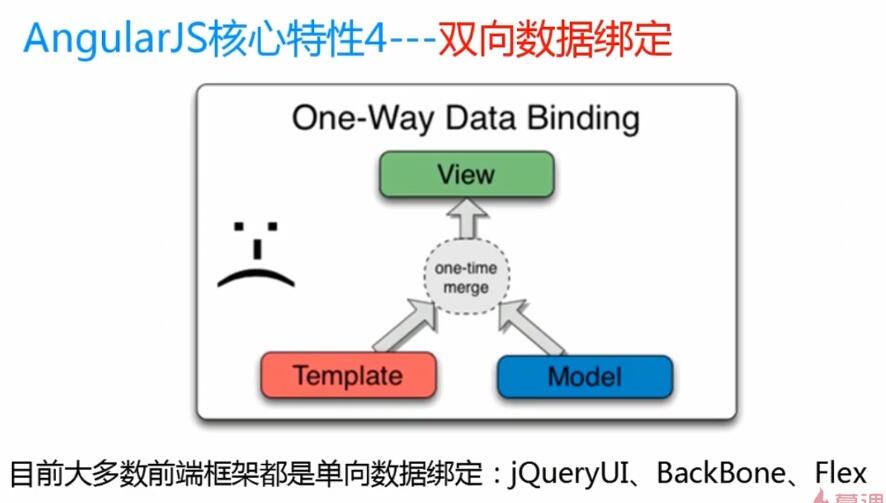 AngularJS核心特性4---双向数据绑定
One-Way Data Binding
View
one-time
merge
Template
Model
目前大多数前端框架都是单向数据绑定：jQueryUI、BackBone、Flex